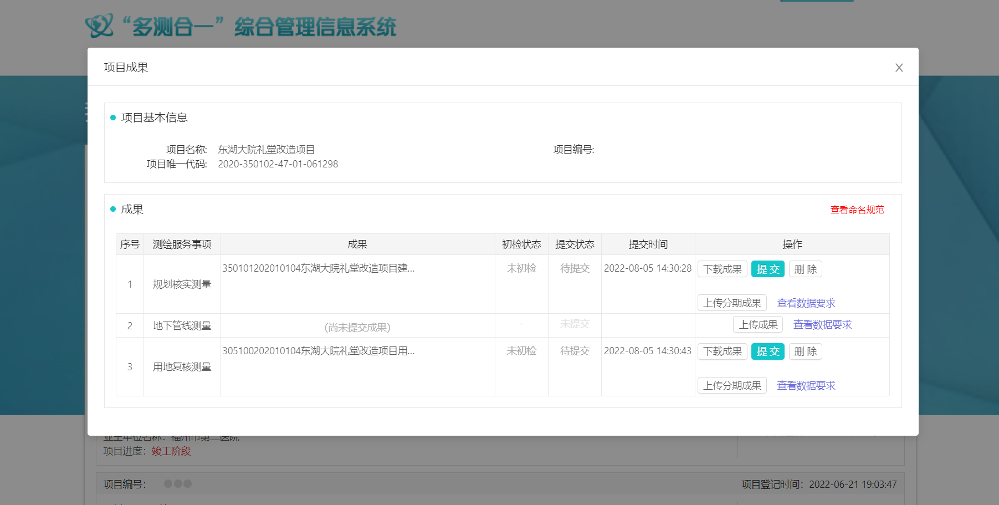 “多测合一”综合管理信息系统
项目成果
项目基本信息
项目名称: 东湖大院礼堂改造项目 项目编号:
项目唯一代码: 2020-350102-47-01-061298
成果 查看命名规范
序号 测绘服务事项 成果 初检状态 提交状态 提交时间 操作
1 规划核实测量 350101202010104东湖大院礼堂改造项目建... 未初检 待提交 2022-08-05 14:30:28 下载成果 提交 删除
上传分期成果 查看数据要求
2 地下管线测量 (尚未提交成果) - 未提交 上传成果 查看数据要求
3 用地复核测量 305100202010104东湖大院礼堂改造项目用... 未初检 待提交 2022-08-05 14:30:43 下载成果 提交 删除
上传分期成果 查看数据要求
业主单位名称: 福州市第二医院
项目进度: 竣工阶段
项目编号: 项目登记时间: 2022-06-21 19:03:47